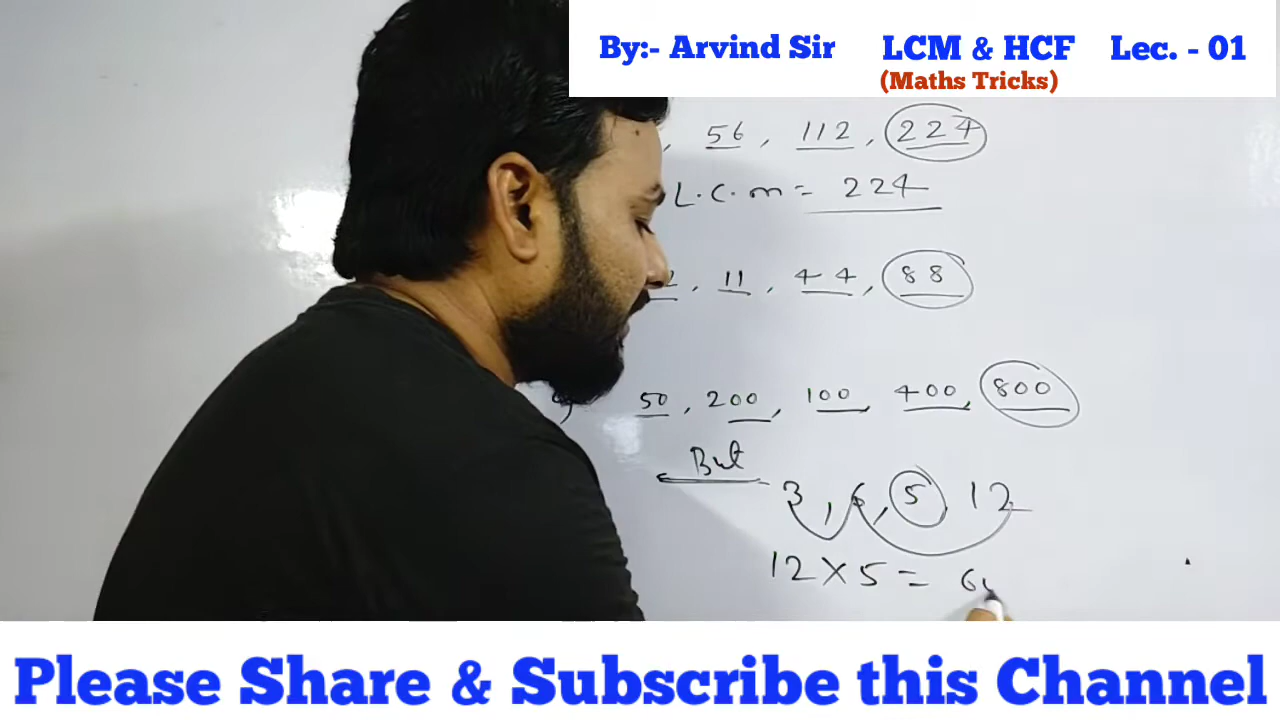 By:- Arvind Sir LCM & HCF Lec. - 01
(Maths Tricks)
, 56, 112, 224
L.C.m = 224
, 11, 44, 88
50, 200, 100, 400, 800
But
3, 6, 5, 12
12 × 5 =
Please Share & Subscribe this Channel